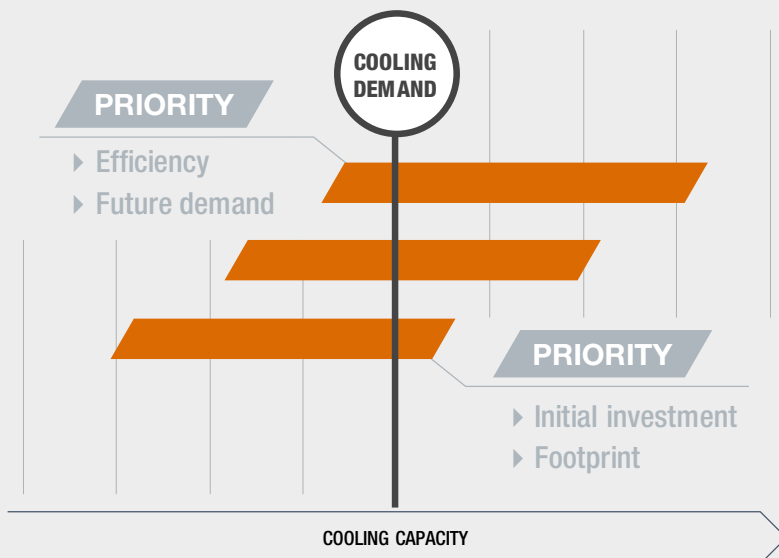 COOLING
DEMAND
PRIORITY
Efficiency
Future demand
PRIORITY
Initial investment
Footprint
COOLING CAPACITY